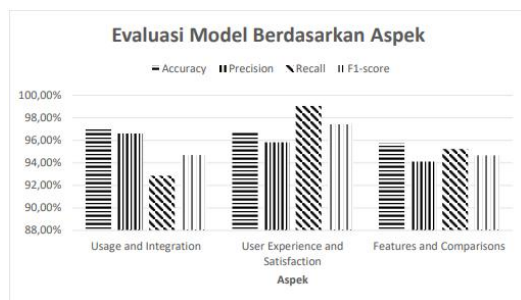 Evaluasi Model Berdasarkan Aspek
Accuracy Precision Recall F1-score
100,00%
98,00%
96,00%
94,00%
92,00%
90,00%
88,00%
Usage and Integration
User Experience and
Satisfaction
Features and Comparisons
Aspek